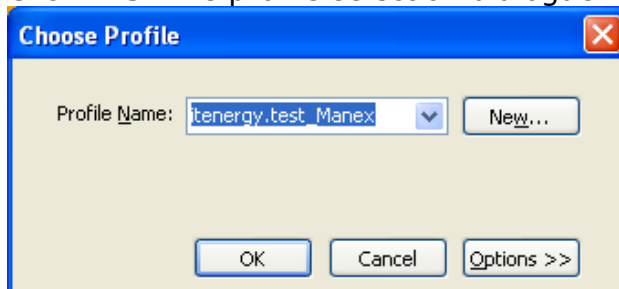 Choose Profile
Profile Name: itenergy.test_Manex New...
OK Cancel Options >>